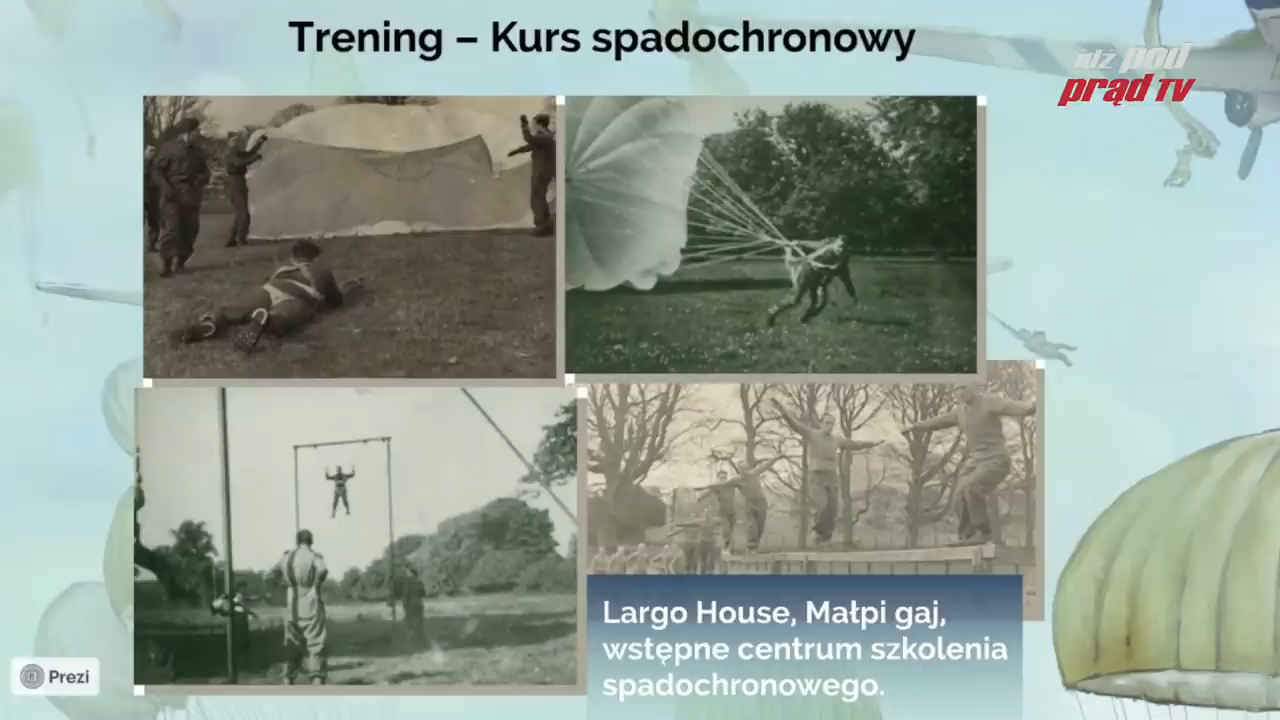 Trening – Kurs spadochronowy
idź pod
prąd TV
Largo House, Małpi gaj,
wstępne centrum szkolenia
spadochronowego.
Prezi